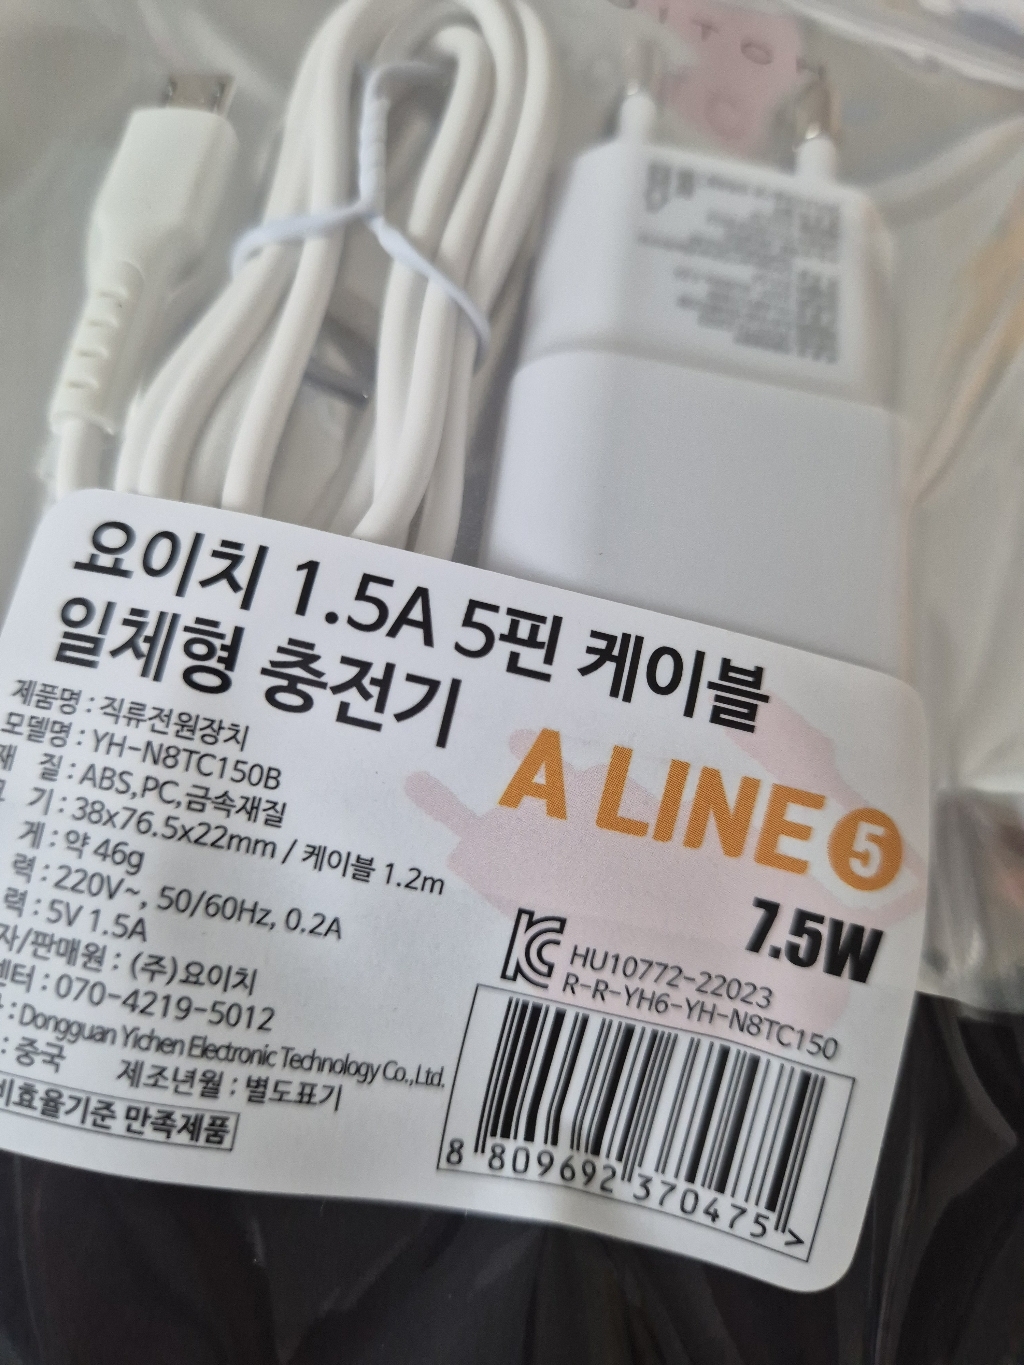 요이치 1.5A 5핀 케이블
일체형 충전기
제품명 : 직류전원장치
모델명 : YH-N8TC150B
질 : ABS,PC,금속재질
기 : 38x76.5x22mm / 케이블 1.2m
게 : 약 46g
력 : 220V~, 50/60Hz, 0.2A
력 : 5V 1.5A
자/판매원 : (주)요이치
센터 : 070-4219-5012
: Dongguan Yichen Electronic Technology Co.,Ltd.
: 중국 제조년월 : 별도표기
비효율기준 만족제품
A LINE 5
7.5W
HU10772-22023
R-R-YH6-YH-N8TC150
8 809692 370475 >